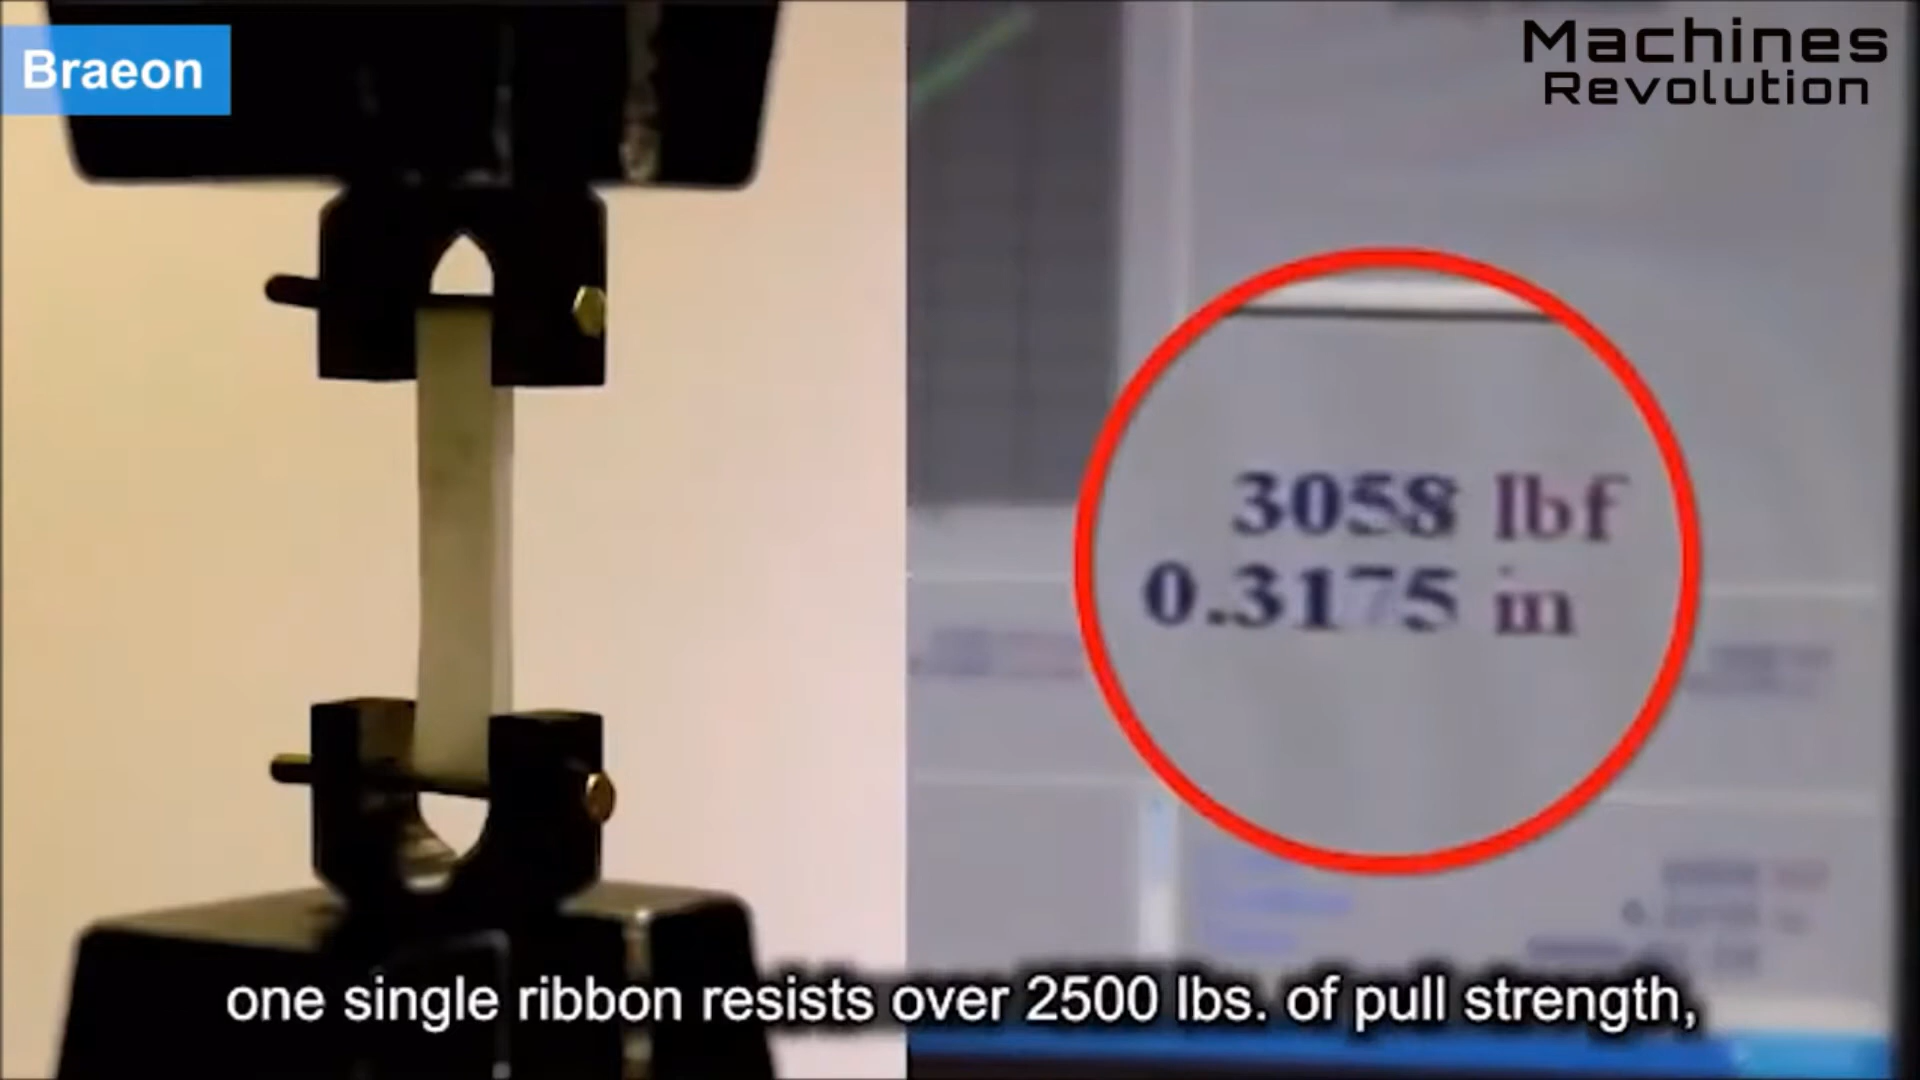 Braeon
Machines
Revolution
3058 lbf
0.3175 in
one single ribbon resists over 2500 lbs. of pull strength,